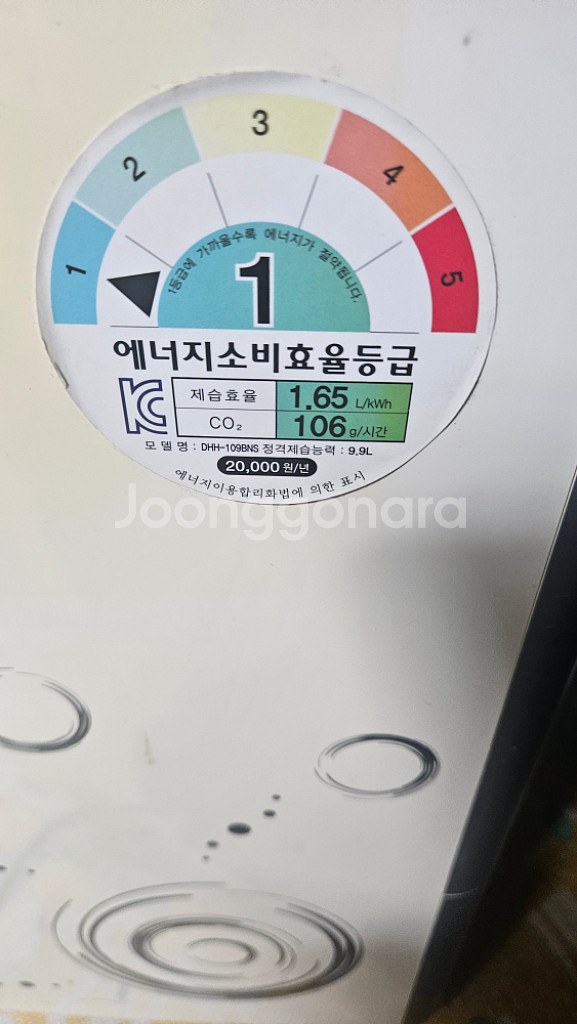 1
2
3
4
5
1등급에 가까울수록 에너지가 절약됩니다.
1
에너지소비효율등급
제습효율 1.65 L/kWh
CO₂ 106 g/시간
모델명 : DHH-109BNS 정격제습능력 : 9.9L
20,000 원/년
에너지이용합리화법에 의한 표시
Joonggonara